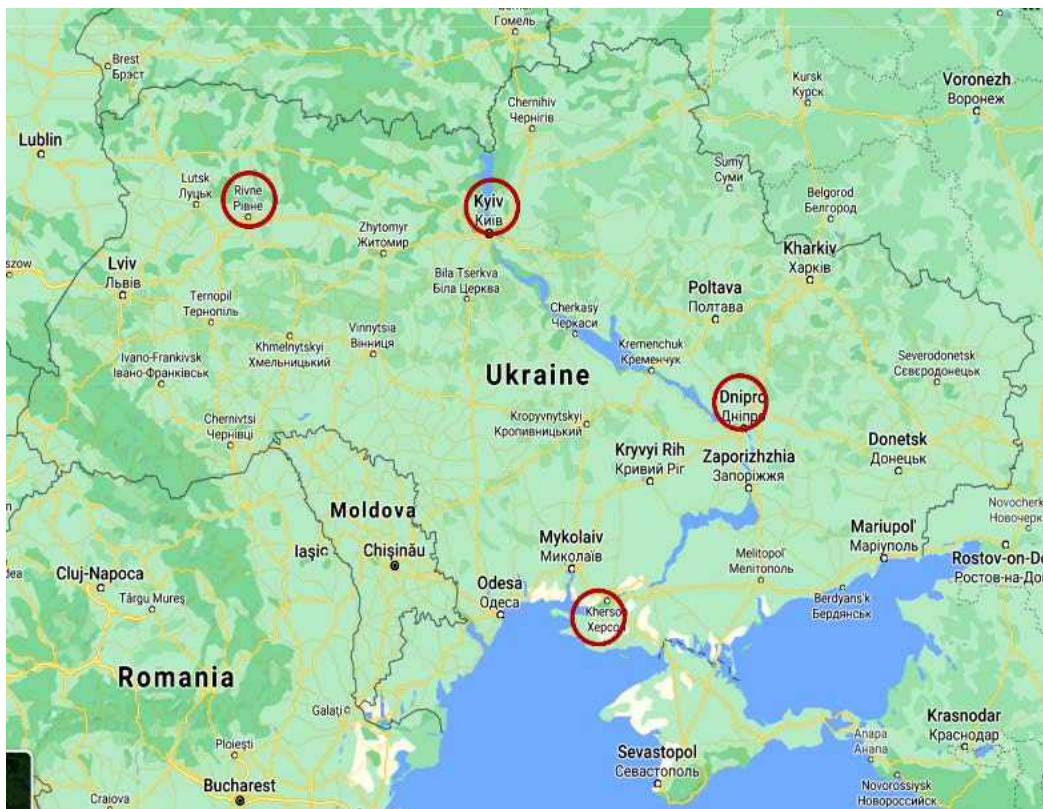 Гомель
Brest
Брэст
Chernihiv
Чернігів
Kursk
Курск
Voronezh
Воронеж
Lublin
Sumy
Суми
Lutsk
Луцьк
Rivne
Рівне
Kyiv
Київ
Belgorod
Белгород
Zhytomyr
Житомир
Kharkiv
Харків
Lviv
Львів
Bila Tserkva
Біла Церква
Poltava
Полтава
Ternopil
Тернопіль
Cherkasy
Черкаси
Khmelnytskyi
Хмельницький
Vinnytsia
Вінниця
Kremenchuk
Кременчук
Ivano-Frankivsk
Івано-Франківськ
Ukraine
Severodonetsk
Сєвєродонецьк
Dnipro
Дніпро
Chernivtsi
Чернівці
Kropyvnytskyi
Кропивницький
Kryvyi Rih
Кривий Ріг
Zaporizhzhia
Запоріжжя
Donetsk
Донецьк
Moldova
Iași
Chișinău
Mykolaiv
Миколаїв
Melitopol'
Мелітополь
Mariupol'
Маріуполь
Cluj-Napoca
Târgu Mureș
Odesa
Одеса
Kherson
Херсон
Berdyans'k
Бердянськ
Romania
Galați
Ploiești
Bucharest
Craiova
Sevastopol
Севастополь
Anapa
Анапа
Krasnodar
Краснодар
Novorossiysk
Новороссийск